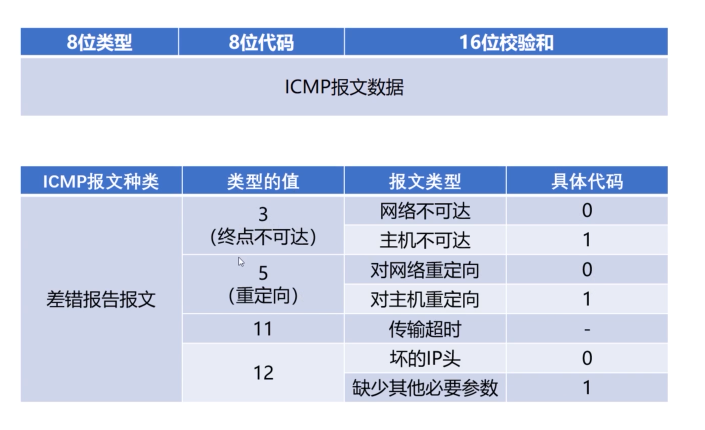 8位类型 8位代码 16位校验和
ICMP报文数据
ICMP报文种类 类型的值 报文类型 具体代码
差错报告报文
3
(终点不可达)
网络不可达 0
主机不可达 1
5
(重定向)
对网络重定向 0
对主机重定向 1
11 传输超时 -
12
坏的IP头 0
缺少其他必要参数 1